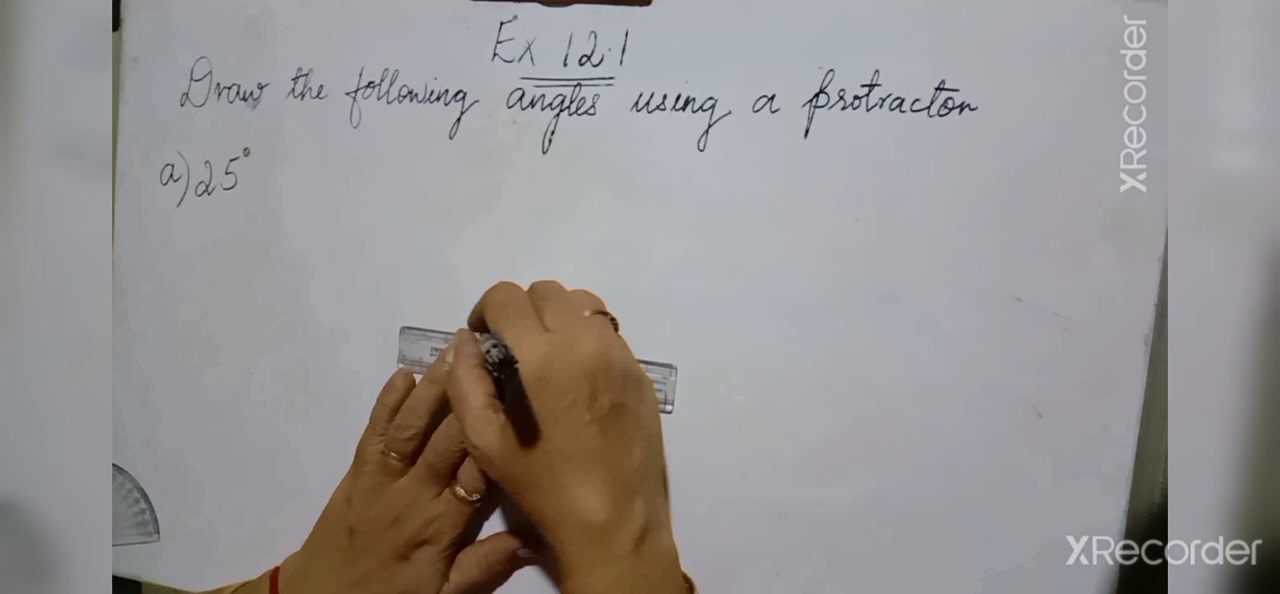 Ex 12.1
Draw the following angles using a protractor
a) 25°
XRecorder
XRecorder